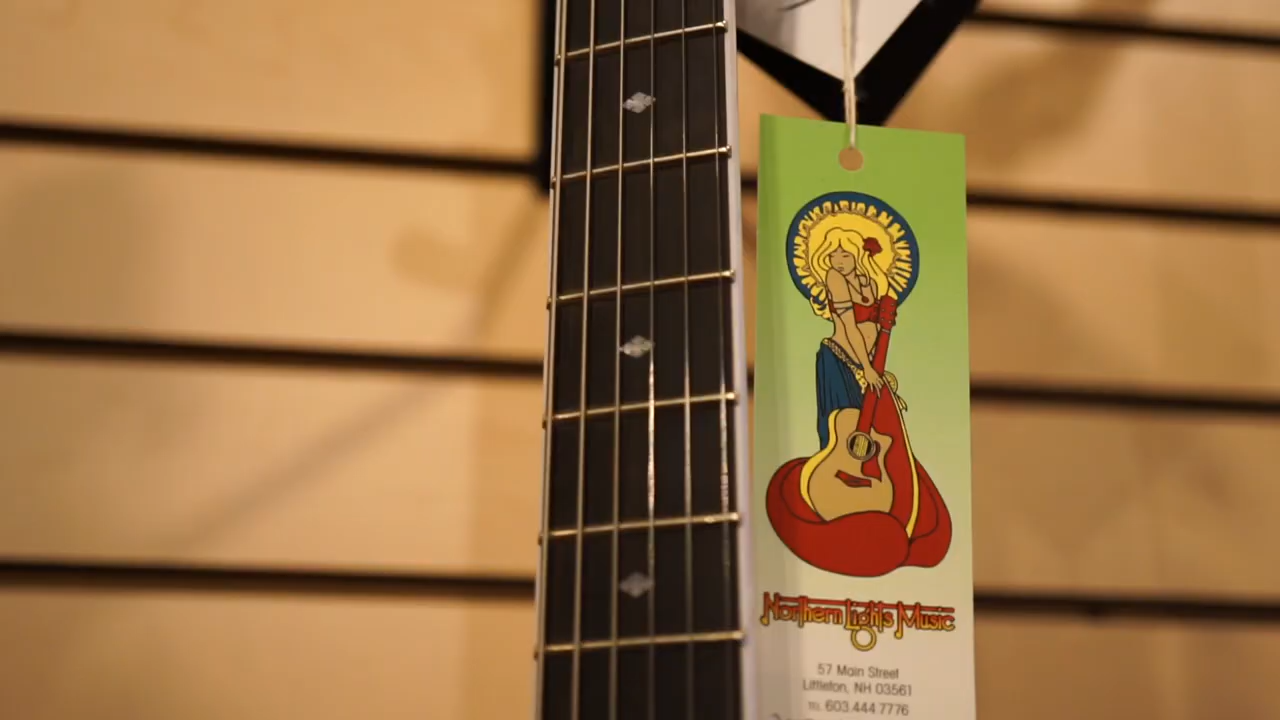 Northern Lights Music
57 Main Street
Littleton, NH 03561
TEL 603.444.7776